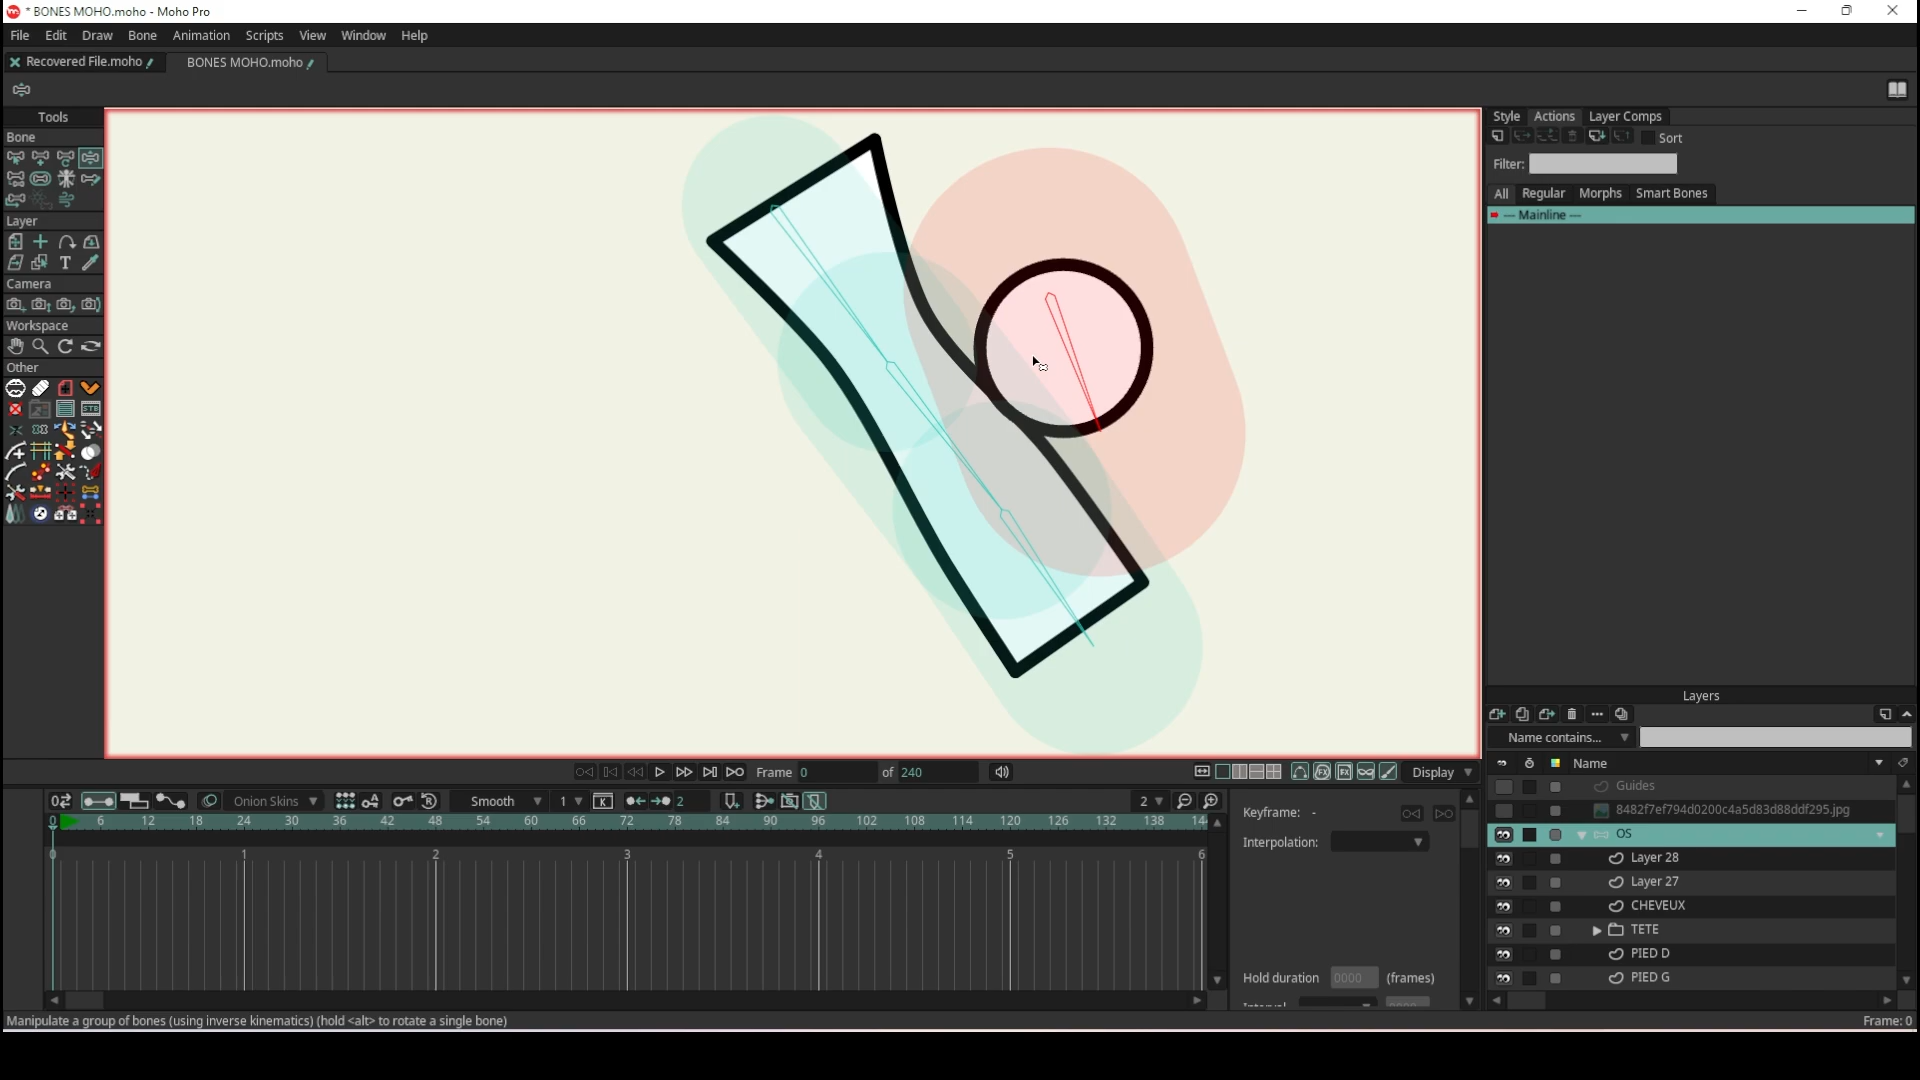 * BONES MOHO.moho - Moho Pro
File Edit Draw Bone Animation Scripts View Window Help
Recovered File.moho BONES MOHO.moho
Tools
Bone
Layer
Camera
Workspace
Other
STB
Style Actions Layer Comps
Sort
Filter:
All Regular Morphs Smart Bones
--- Mainline ---
Layers
Name contains...
Name
Guides
8482f7ef794d0200c4a5d83d88ddf295.jpg
OS
Layer 28
Layer 27
CHEVEUX
TETE
PIED D
PIED G
Frame 0 of 240
Display
Onion Skins Smooth 1 2 2
0 6 12 18 24 30 36 42 48 54 60 66 72 78 84 90 96 102 108 114 120 126 132 138 14
0 1 2 3 4 5 6
Keyframe: -
Interpolation:
Hold duration 0000 (frames)
Manipulate a group of bones (using inverse kinematics) (hold <alt> to rotate a single bone)
Frame: 0